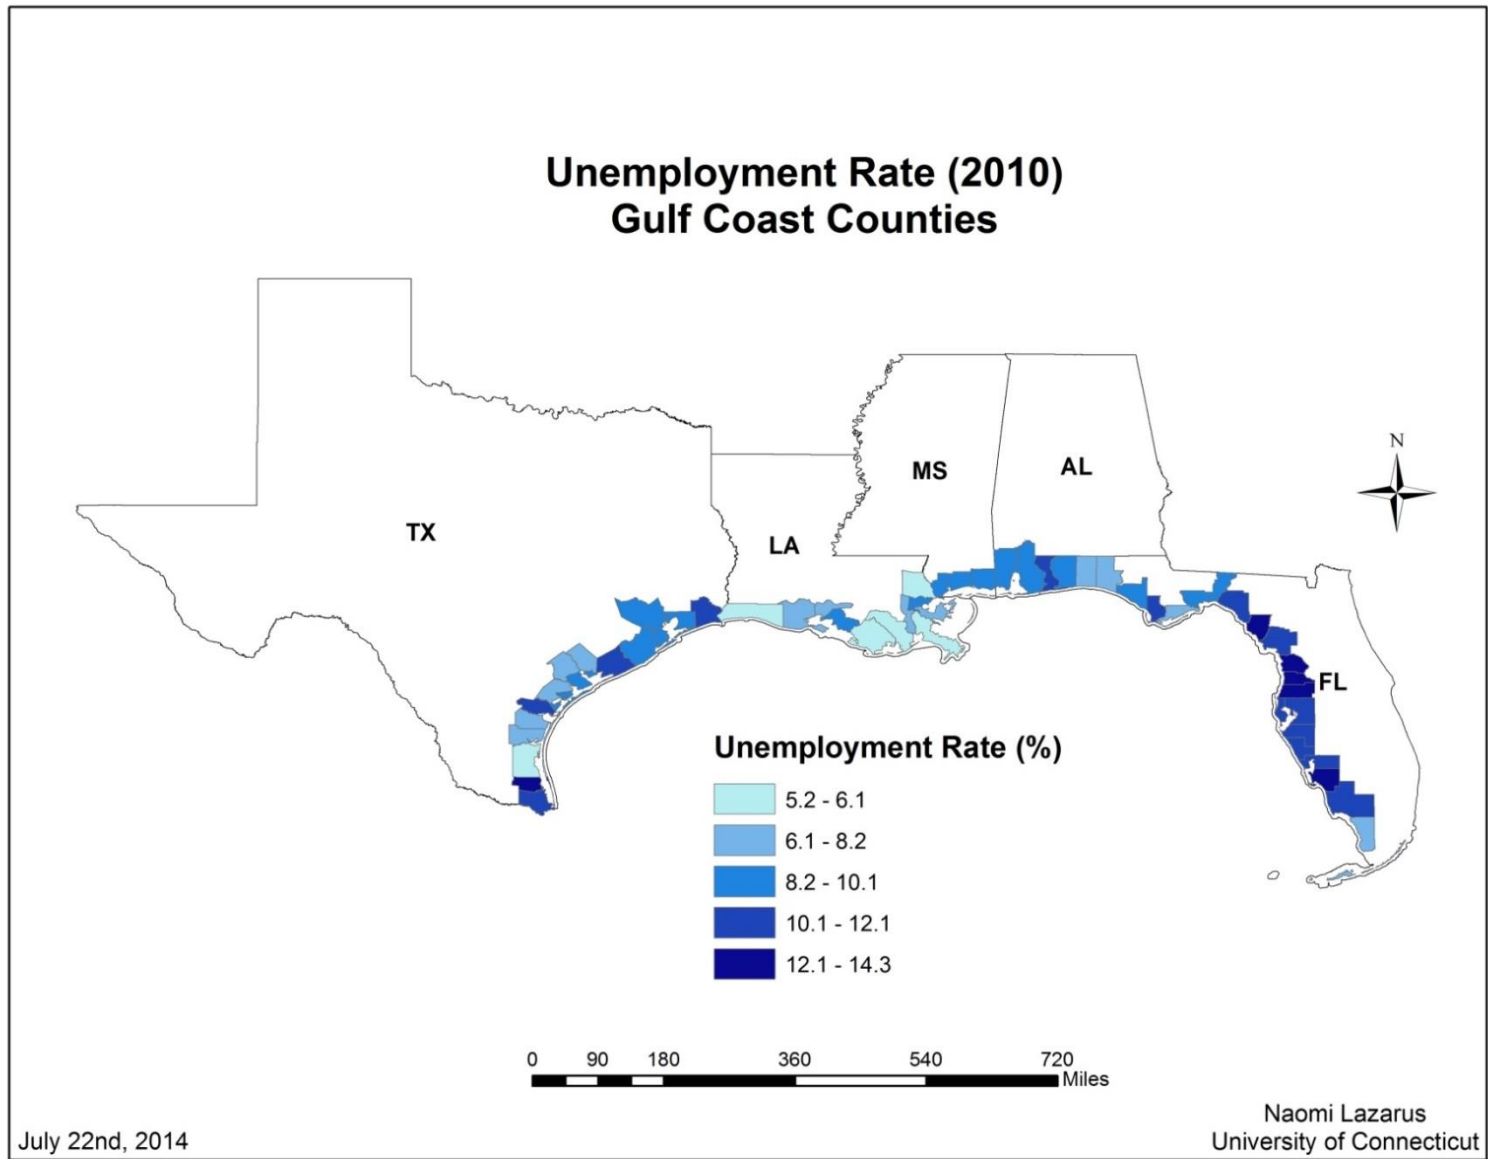 Unemployment Rate (2010)
Gulf Coast Counties
N
TX
LA
MS
AL
FL
Unemployment Rate (%)
5.2 - 6.1
6.1 - 8.2
8.2 - 10.1
10.1 - 12.1
12.1 - 14.3
0 90 180 360 540 720
Miles
July 22nd, 2014
Naomi Lazarus
University of Connecticut